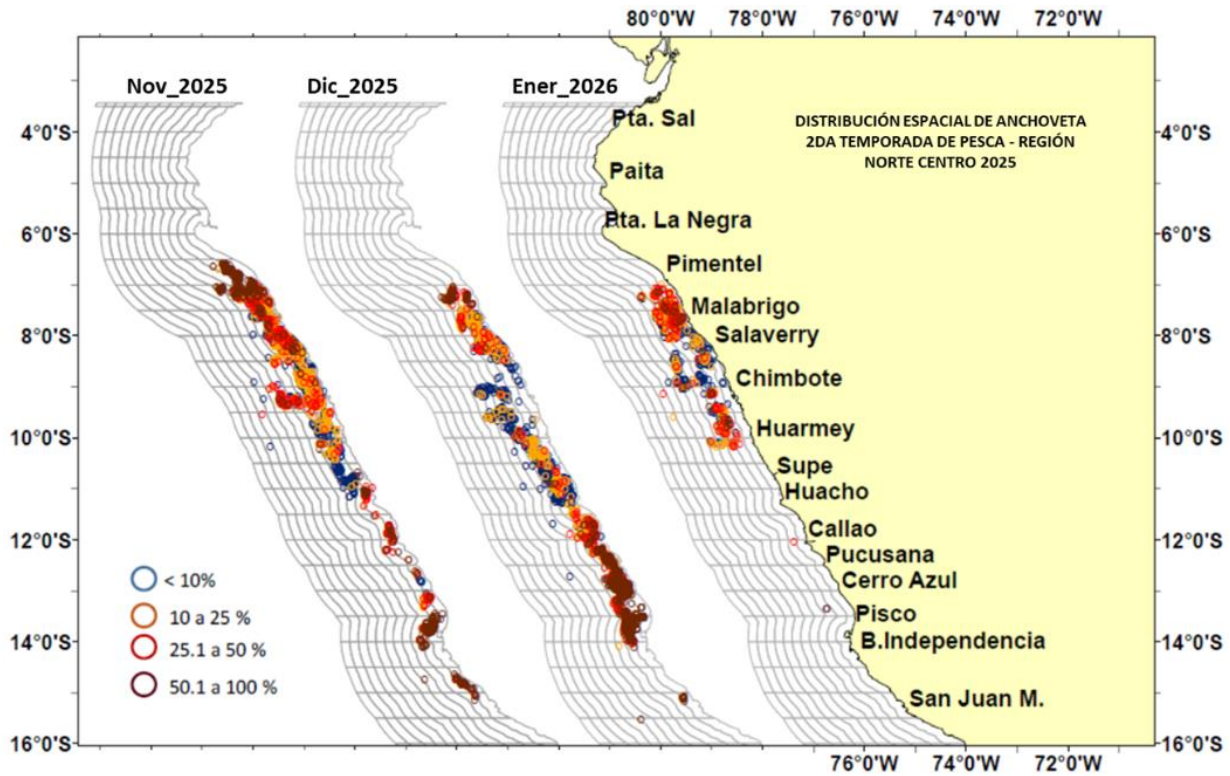 80°0'W 78°0'W 76°0'W 74°0'W 72°0'W
Nov_2025 Dic_2025 Ener_2026
DISTRIBUCIÓN ESPACIAL DE ANCHOVETA
2DA TEMPORADA DE PESCA - REGIÓN
NORTE CENTRO 2025
4°0'S Pta. Sal 4°0'S
Paita
6°0'S Pta. La Negra 6°0'S
Pimentel
Malabrigo
8°0'S Salaverry 8°0'S
Chimbote
10°0'S Huarmey 10°0'S
Supe
Huacho
12°0'S Callao 12°0'S
Pucusana
Cerro Azul
< 10%
10 a 25 %
Pisco
14°0'S 25.1 a 50 % B.Independencia 14°0'S
50.1 a 100 %
San Juan M.
16°0'S 16°0'S
76°0'W 74°0'W 72°0'W